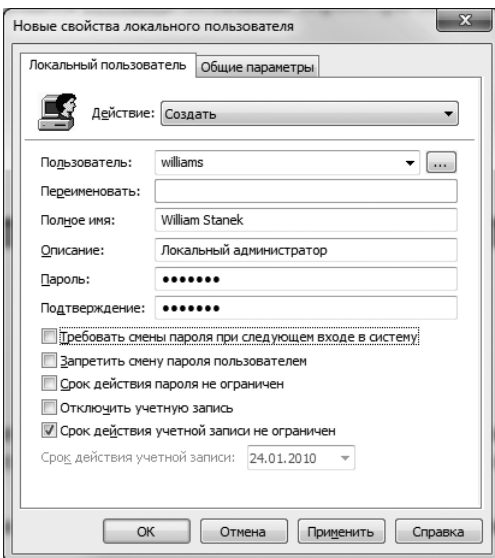 Новые свойства локального пользователя
Локальный пользователь Общие параметры
Действие: Создать
Пользователь: williams ...
Переименовать:
Полное имя: William Stanek
Описание: Локальный администратор
Пароль: •••••••
Подтверждение: •••••••
Требовать смены пароля при следующем входе в систему
Запретить смену пароля пользователем
Срок действия пароля не ограничен
Отключить учетную запись
Срок действия учетной записи не ограничен
Срок действия учетной записи: 24.01.2010
OK Отмена Применить Справка